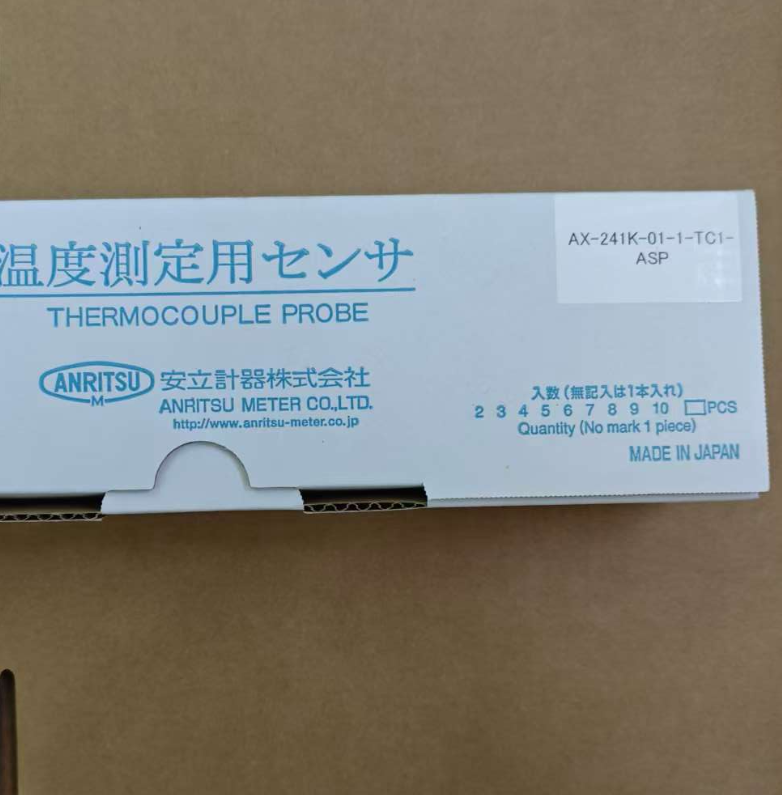 温度測定用センサ
THERMOCOUPLE PROBE
ANRITSU
M
安立計器株式会社
ANRITSU METER CO.,LTD.
http://www.anritsu-meter.co.jp
AX-241K-01-1-TC1-
ASP
入数(無記入は1本入れ)
2 3 4 5 6 7 8 9 10 □PCS
Quantity (No mark 1 piece)
MADE IN JAPAN